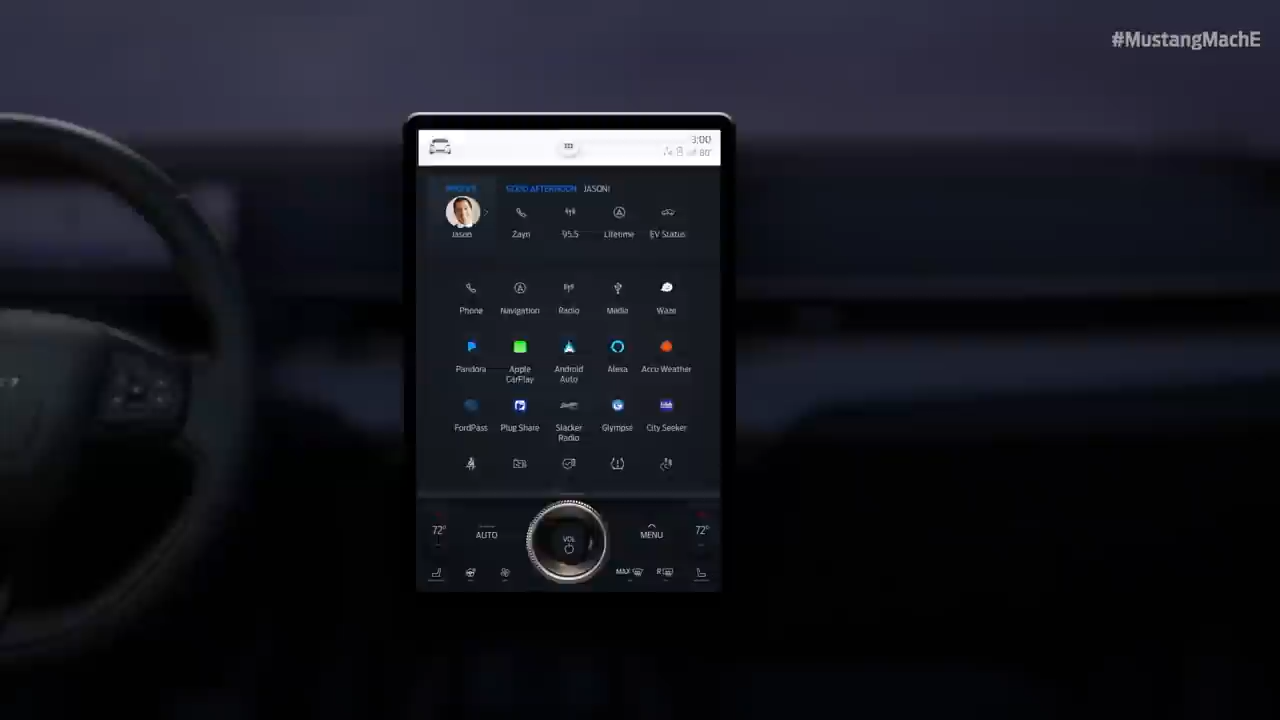 #MustangMachE
3:00
80°
GOOD AFTERNOON JASON!
Jason
Zayn
95.5
Lifetime
EV Status
Phone
Navigation
Radio
Media
Waze
Pandora
Apple CarPlay
Android Auto
Alexa
Accu Weather
FordPass
Plug Share
Slacker Radio
Glympse
City Seeker
72°
AUTO
VOL
MENU
72°
MAX
R